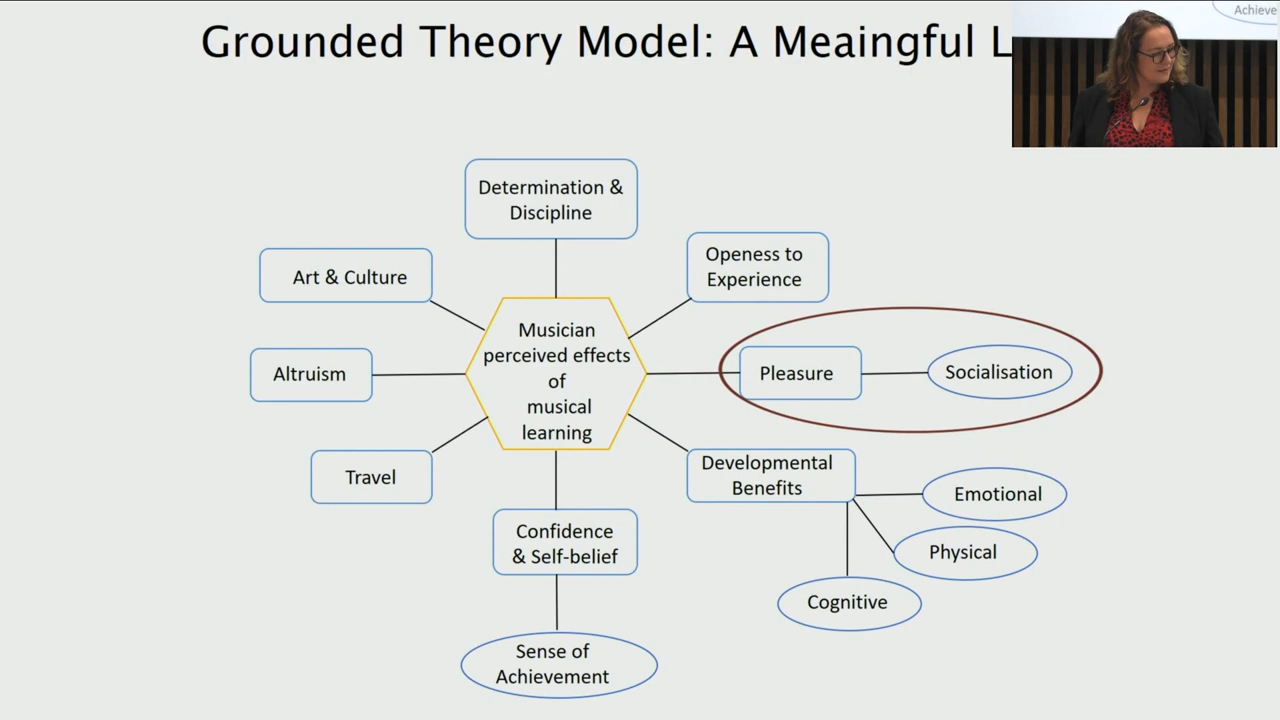 Grounded Theory Model: A Meaingful L
Achieve
Determination &
Discipline
Openess to
Experience
Art & Culture
Musician
perceived effects
of
musical
learning
Pleasure
Socialisation
Altruism
Developmental
Benefits
Travel
Emotional
Confidence
& Self-belief
Physical
Cognitive
Sense of
Achievement